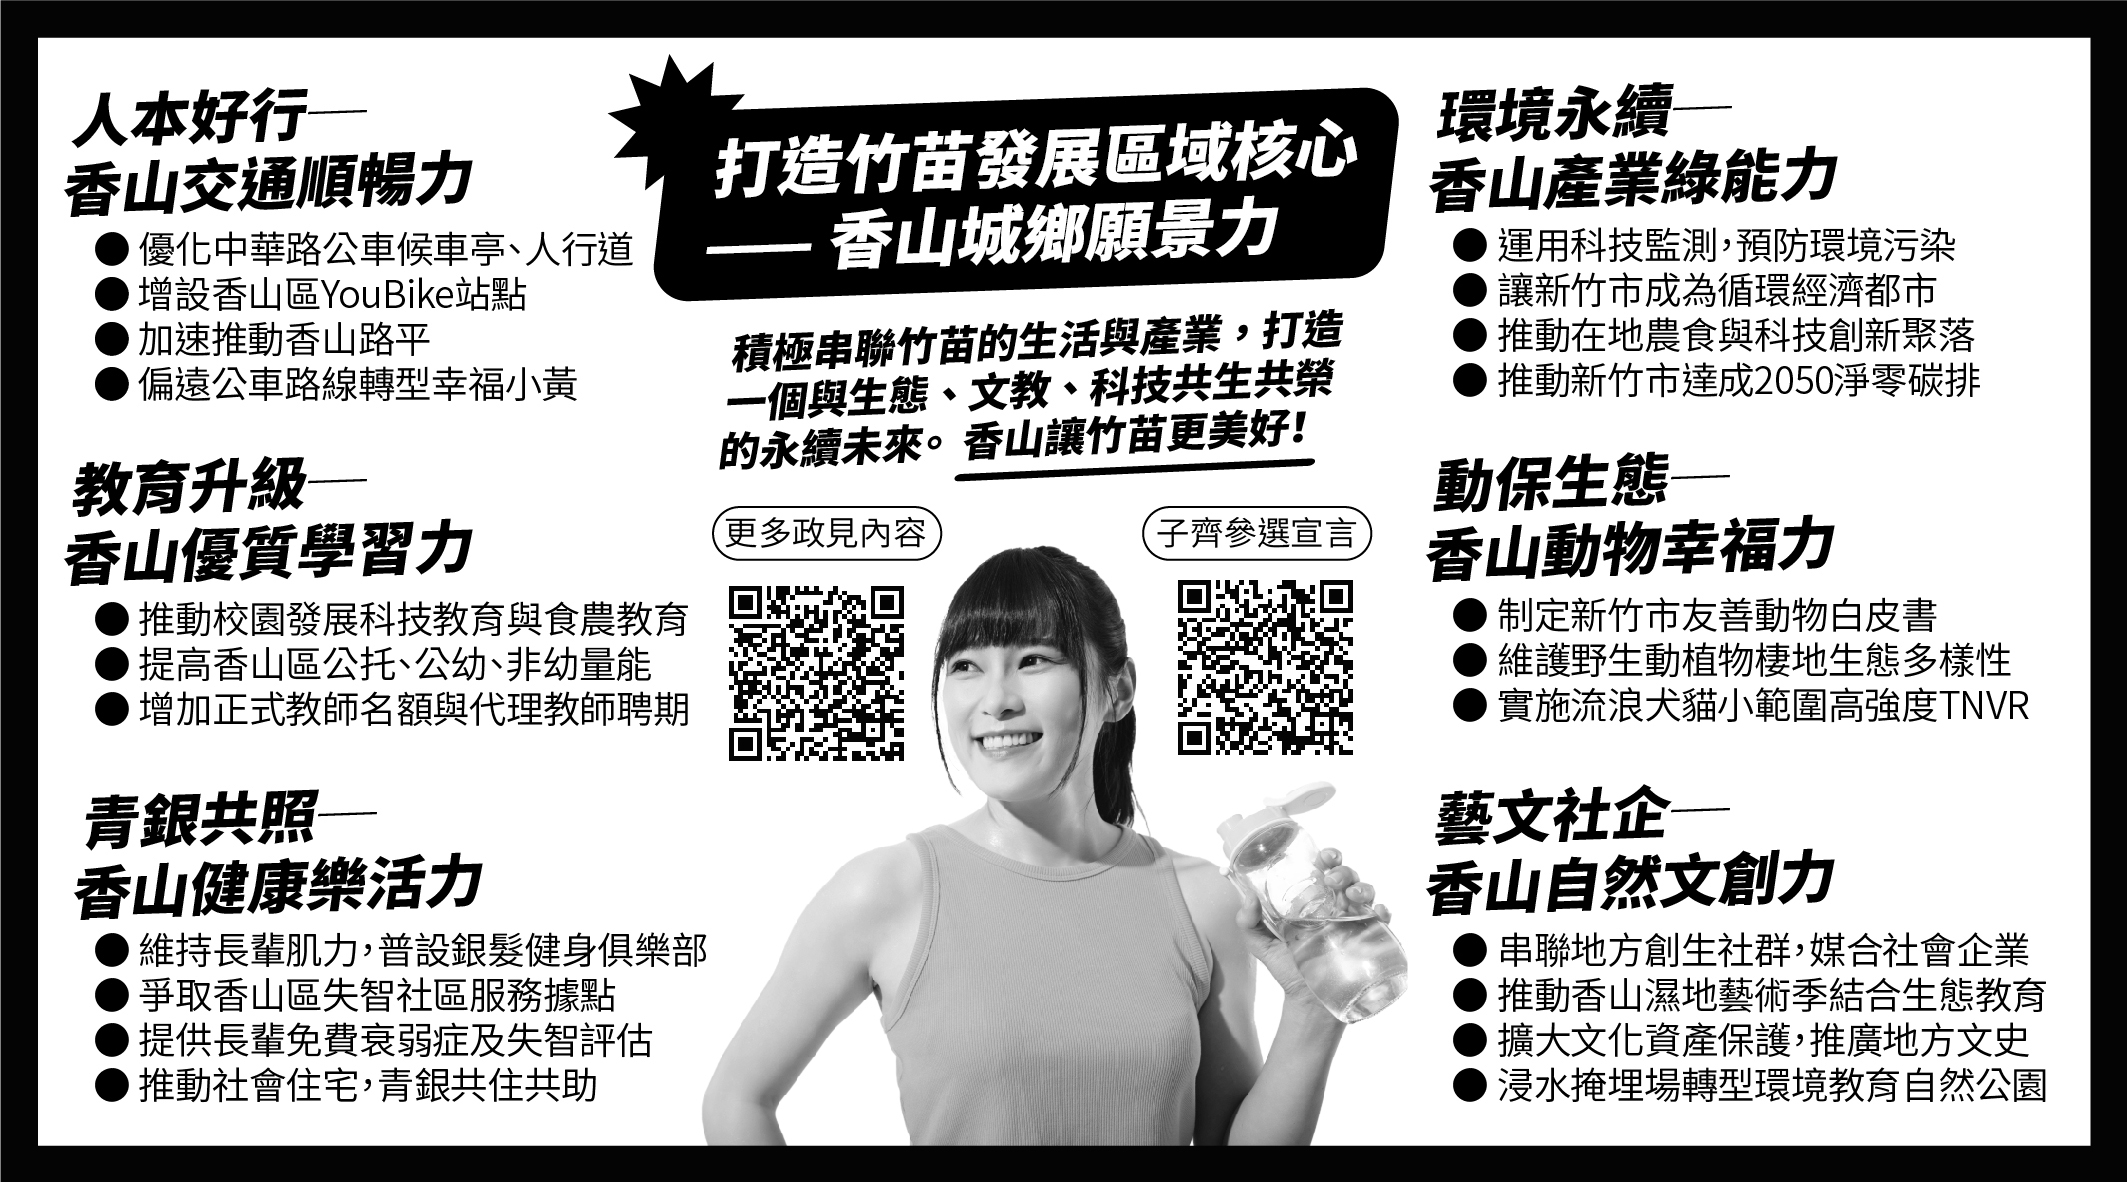 人本好行—
香山交通順暢力
● 優化中華路公車候車亭、人行道
● 增設香山區YouBike站點
● 加速推動香山路平
● 偏遠公車路線轉型幸福小黃
教育升級—
香山優質學習力
● 推動校園發展科技教育與食農教育
● 提高香山區公托、公幼、非幼量能
● 增加正式教師名額與代理教師聘期
青銀共照—
香山健康樂活力
● 維持長輩肌力,普設銀髮健身俱樂部
● 爭取香山區失智社區服務據點
● 提供長輩免費衰弱症及失智評估
● 推動社會住宅,青銀共住共助
打造竹苗發展區域核心
—— 香山城鄉願景力
積極串聯竹苗的生活與產業,打造
一個與生態、文教、科技共生共榮
的永續未來。香山讓竹苗更美好!
更多政見內容
子齊參選宣言
環境永續—
香山產業綠能力
● 運用科技監測,預防環境污染
● 讓新竹市成為循環經濟都市
● 推動在地農食與科技創新聚落
● 推動新竹市達成2050淨零碳排
動保生態—
香山動物幸福力
● 制定新竹市友善動物白皮書
● 維護野生動植物棲地生態多樣性
● 實施流浪犬貓小範圍高強度TNVR
藝文社企—
香山自然文創力
● 串聯地方創生社群,媒合社會企業
● 推動香山濕地藝術季結合生態教育
● 擴大文化資產保護,推廣地方文史
● 浸水掩埋場轉型環境教育自然公園